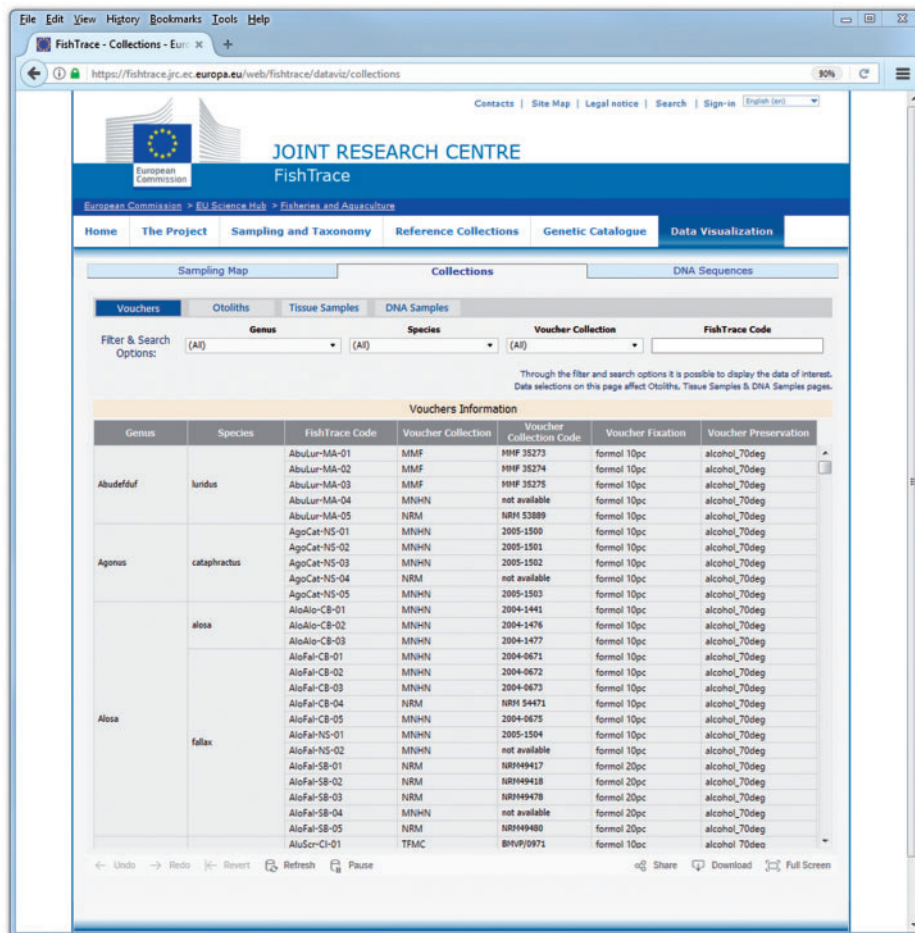 File Edit View History Bookmarks Tools Help
FishTrace - Collections - Euro
https://fishtrace.jrc.ec.europa.eu/web/fishtrace/dataviz/collections 90%
Contacts | Site Map | Legal notice | Search | Sign-in English (en)
European
Commission
JOINT RESEARCH CENTRE
FishTrace
European Commission > EU Science Hub > Fisheries and Aquaculture
Home The Project Sampling and Taxonomy Reference Collections Genetic Catalogue Data Visualization
Sampling Map Collections DNA Sequences
Vouchers Otoliths Tissue Samples DNA Samples
Filter & Search
Options:
Genus Species Voucher Collection FishTrace Code
(All) (All) (All)
Through the filter and search options it is possible to display the data of interest.
Data selections on this page affect Otoliths, Tissue Samples & DNA Samples pages.
Vouchers Information
Genus Species FishTrace Code Voucher Collection Voucher Collection Code Voucher Fixation Voucher Preservation
AbuLur-MA-01 MMF MMF 35273 formol 10pc alcohol_70deg
AbuLur-MA-02 MMF MMF 35274 formol 10pc alcohol_70deg
Abudefduf luridus AbuLur-MA-03 MMF MMF 35275 formol 10pc alcohol_70deg
AbuLur-MA-04 MNHN not available formol 10pc alcohol_70deg
AbuLur-MA-05 NRM NRM 53889 formol 10pc alcohol_70deg
AgoCat-NS-01 MNHN 2005-1500 formol 10pc alcohol_70deg
AgoCat-NS-02 MNHN 2005-1501 formol 10pc alcohol_70deg
Agonus cataphractus AgoCat-NS-03 MNHN 2005-1502 formol 10pc alcohol_70deg
AgoCat-NS-04 NRM not available formol 10pc alcohol_70deg
AgoCat-NS-05 MNHN 2005-1503 formol 10pc alcohol_70deg
AloAlo-CB-01 MNHN 2004-1441 formol 10pc alcohol_70deg
alosa AloAlo-CB-02 MNHN 2004-1476 formol 10pc alcohol_70deg
AloAlo-CB-03 MNHN 2004-1477 formol 10pc alcohol_70deg
AloFal-CB-01 MNHN 2004-0671 formol 10pc alcohol_70deg
AloFal-CB-02 MNHN 2004-0672 formol 10pc alcohol_70deg
AloFal-CB-03 MNHN 2004-0673 formol 10pc alcohol_70deg
AloFal-CB-04 NRM NRM 54471 formol 10pc alcohol_70deg
Alosa AloFal-CB-05 MNHN 2004-0675 formol 10pc alcohol_70deg
AloFal-NS-01 MNHN 2005-1504 formol 10pc alcohol_70deg
fallax AloFal-NS-02 MNHN not available formol 10pc alcohol_70deg
AloFal-SB-01 NRM NRM49417 formol 20pc alcohol_70deg
AloFal-SB-02 NRM NRM49418 formol 20pc alcohol_70deg
AloFal-SB-03 NRM NRM49478 formol 20pc alcohol_70deg
AloFal-SB-04 MNHN not available formol 20pc alcohol_70deg
AloFal-SB-05 NRM NRM49480 formol 20pc alcohol_70deg
AluScr-CI-01 TFMC BMVP/0971 formol 10pc alcohol_70deg
Undo Redo Revert Refresh Pause Share Download Full Screen